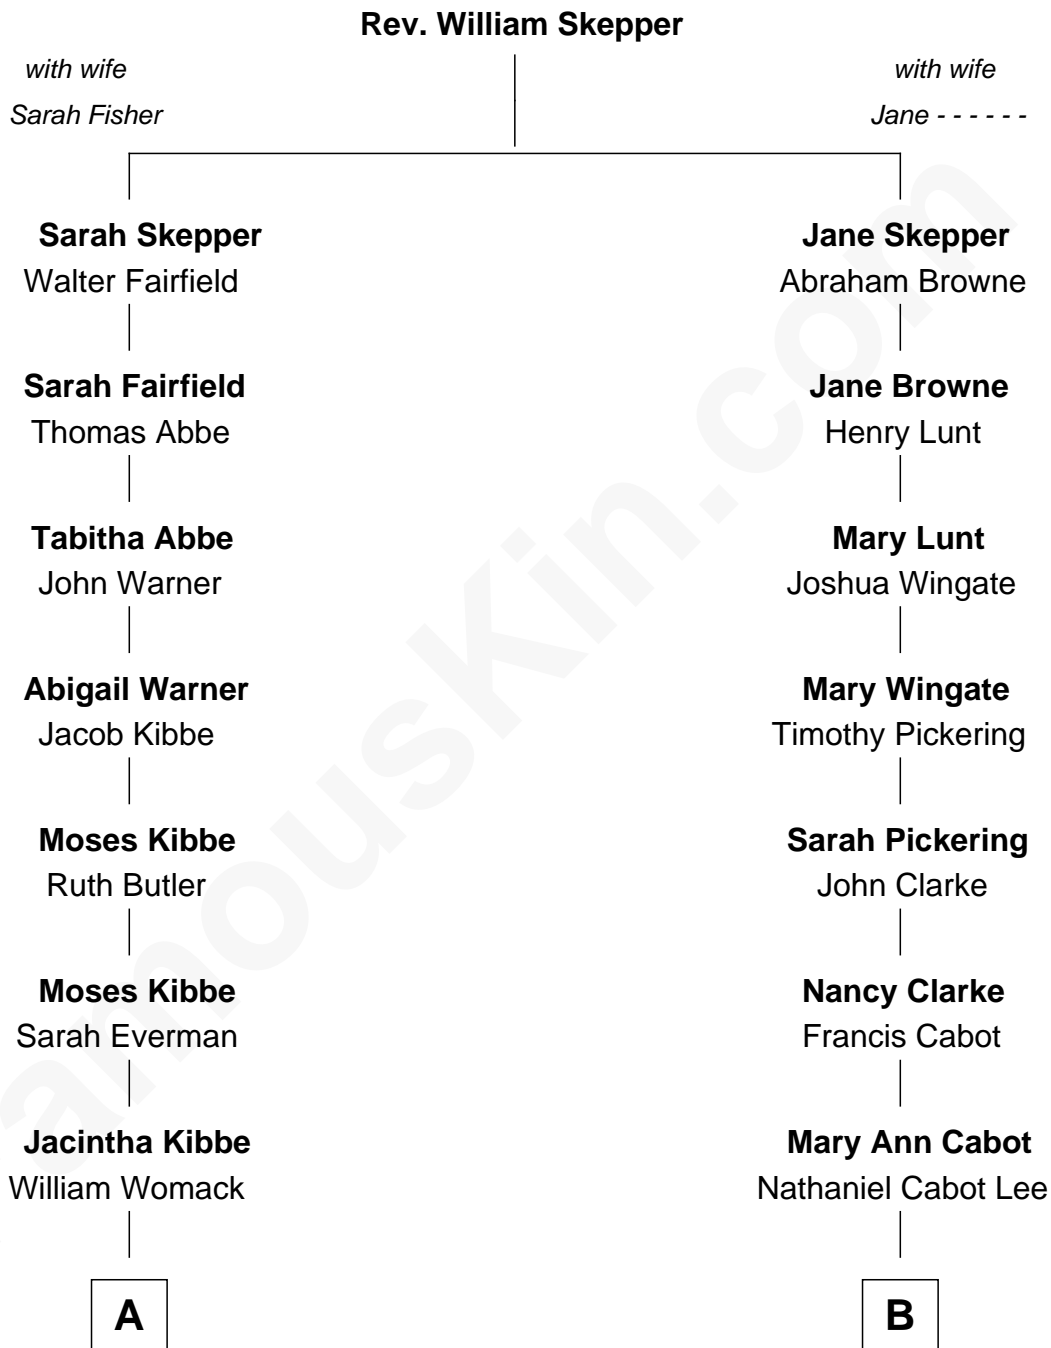 Rev. William Skepper
with wife
Sarah Fisher
with wife
Jane - - - - - -
Sarah Skepper
Walter Fairfield
Jane Skepper
Abraham Browne
Sarah Fairfield
Thomas Abbe
Jane Browne
Henry Lunt
Tabitha Abbe
John Warner
Mary Lunt
Joshua Wingate
Abigail Warner
Jacob Kibbe
Mary Wingate
Timothy Pickering
Moses Kibbe
Ruth Butler
Sarah Pickering
John Clarke
Moses Kibbe
Sarah Everman
Nancy Clarke
Francis Cabot
Jacintha Kibbe
William Womack
Mary Ann Cabot
Nathaniel Cabot Lee
A
B
amousKin.com